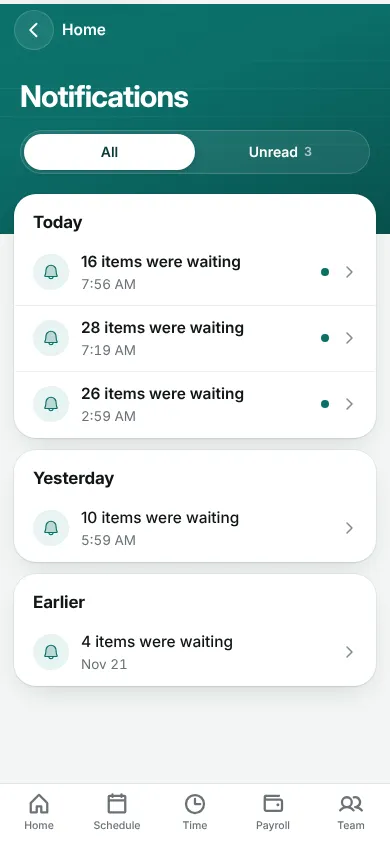 Home
Notifications
All
Unread 3
Today
16 items were waiting
7:56 AM
28 items were waiting
7:19 AM
26 items were waiting
2:59 AM
Yesterday
10 items were waiting
5:59 AM
Earlier
4 items were waiting
Nov 21
Home
Schedule
Time
Payroll
Team